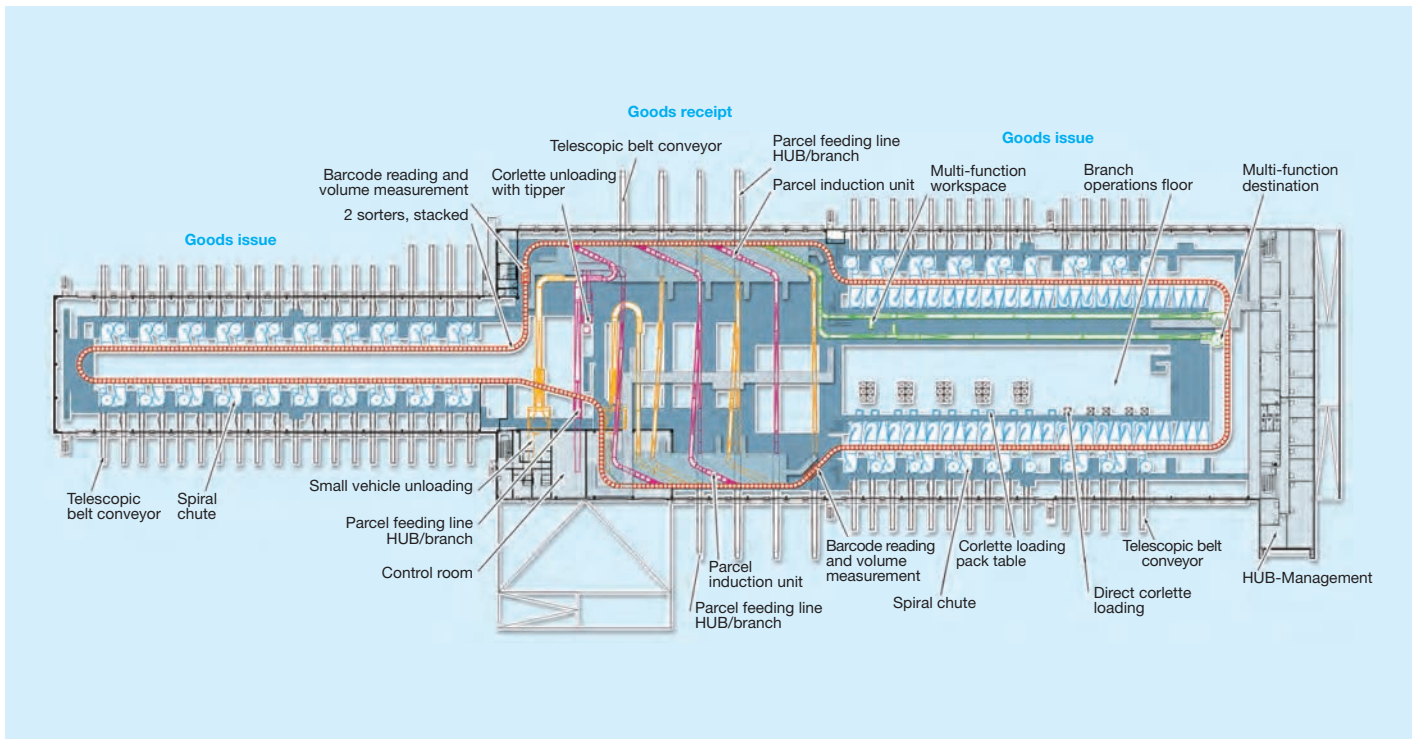 Goods receipt
Telescopic belt conveyor
Parcel feeding line
HUB/branch
Goods issue
Barcode reading and
volume measurement
Corlette unloading
with tipper
Parcel induction unit
Multi-function
workspace
Branch
operations floor
Multi-function
destination
2 sorters, stacked
Goods issue
Telescopic
belt conveyor
Spiral
chute
Small vehicle unloading
Parcel feeding line
HUB/branch
Control room
Parcel
induction unit
Parcel feeding line
HUB/branch
Barcode reading
and volume
measurement
Corlette loading
pack table
Spiral chute
Telescopic belt
conveyor
Direct corlette
loading
HUB-Management